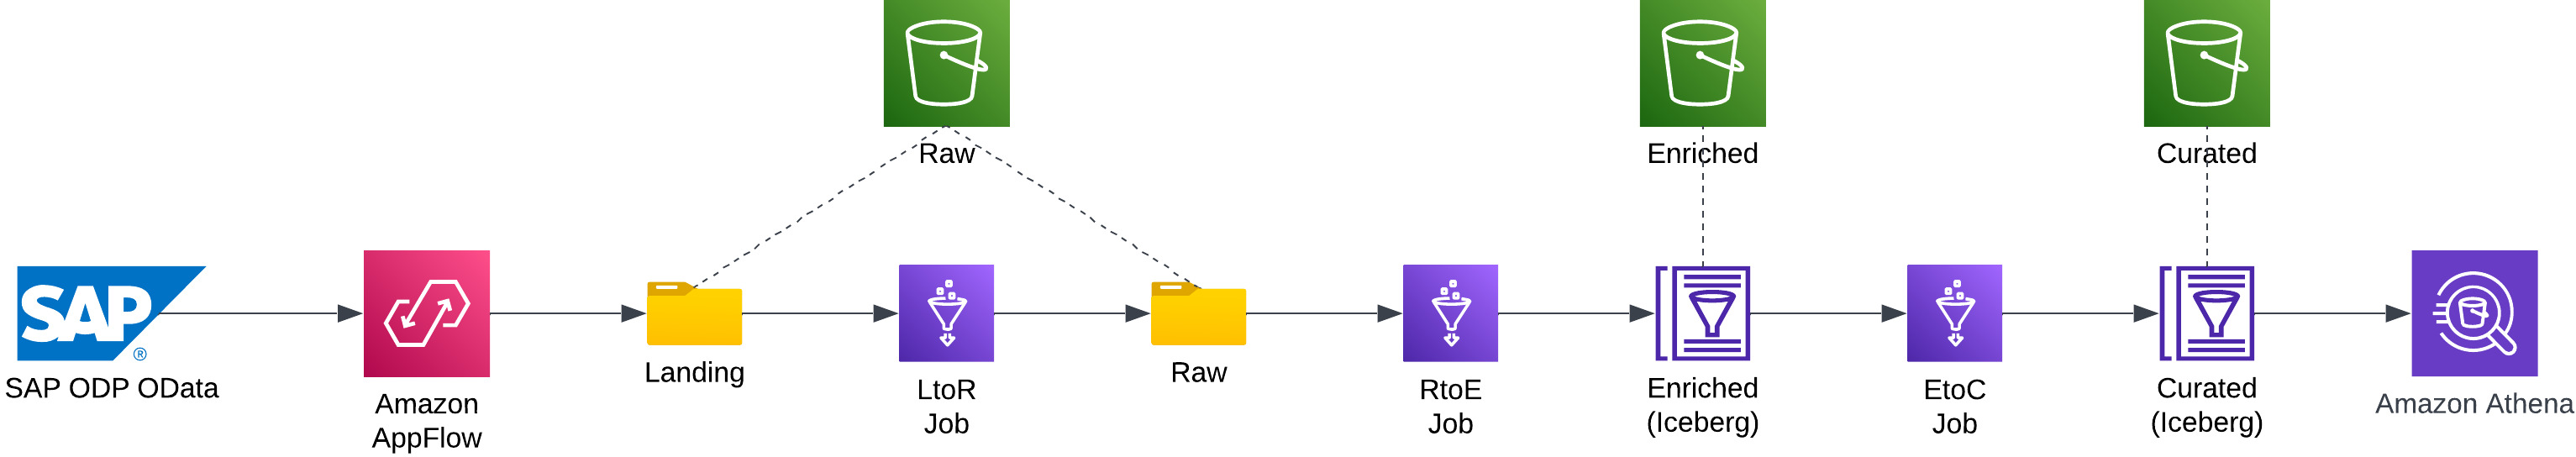 Raw
Enriched
Curated
SAP
®
SAP ODP OData
Amazon
AppFlow
Landing
LtoR
Job
Raw
RtoE
Job
Enriched
(Iceberg)
EtoC
Job
Curated
(Iceberg)
Amazon Athena